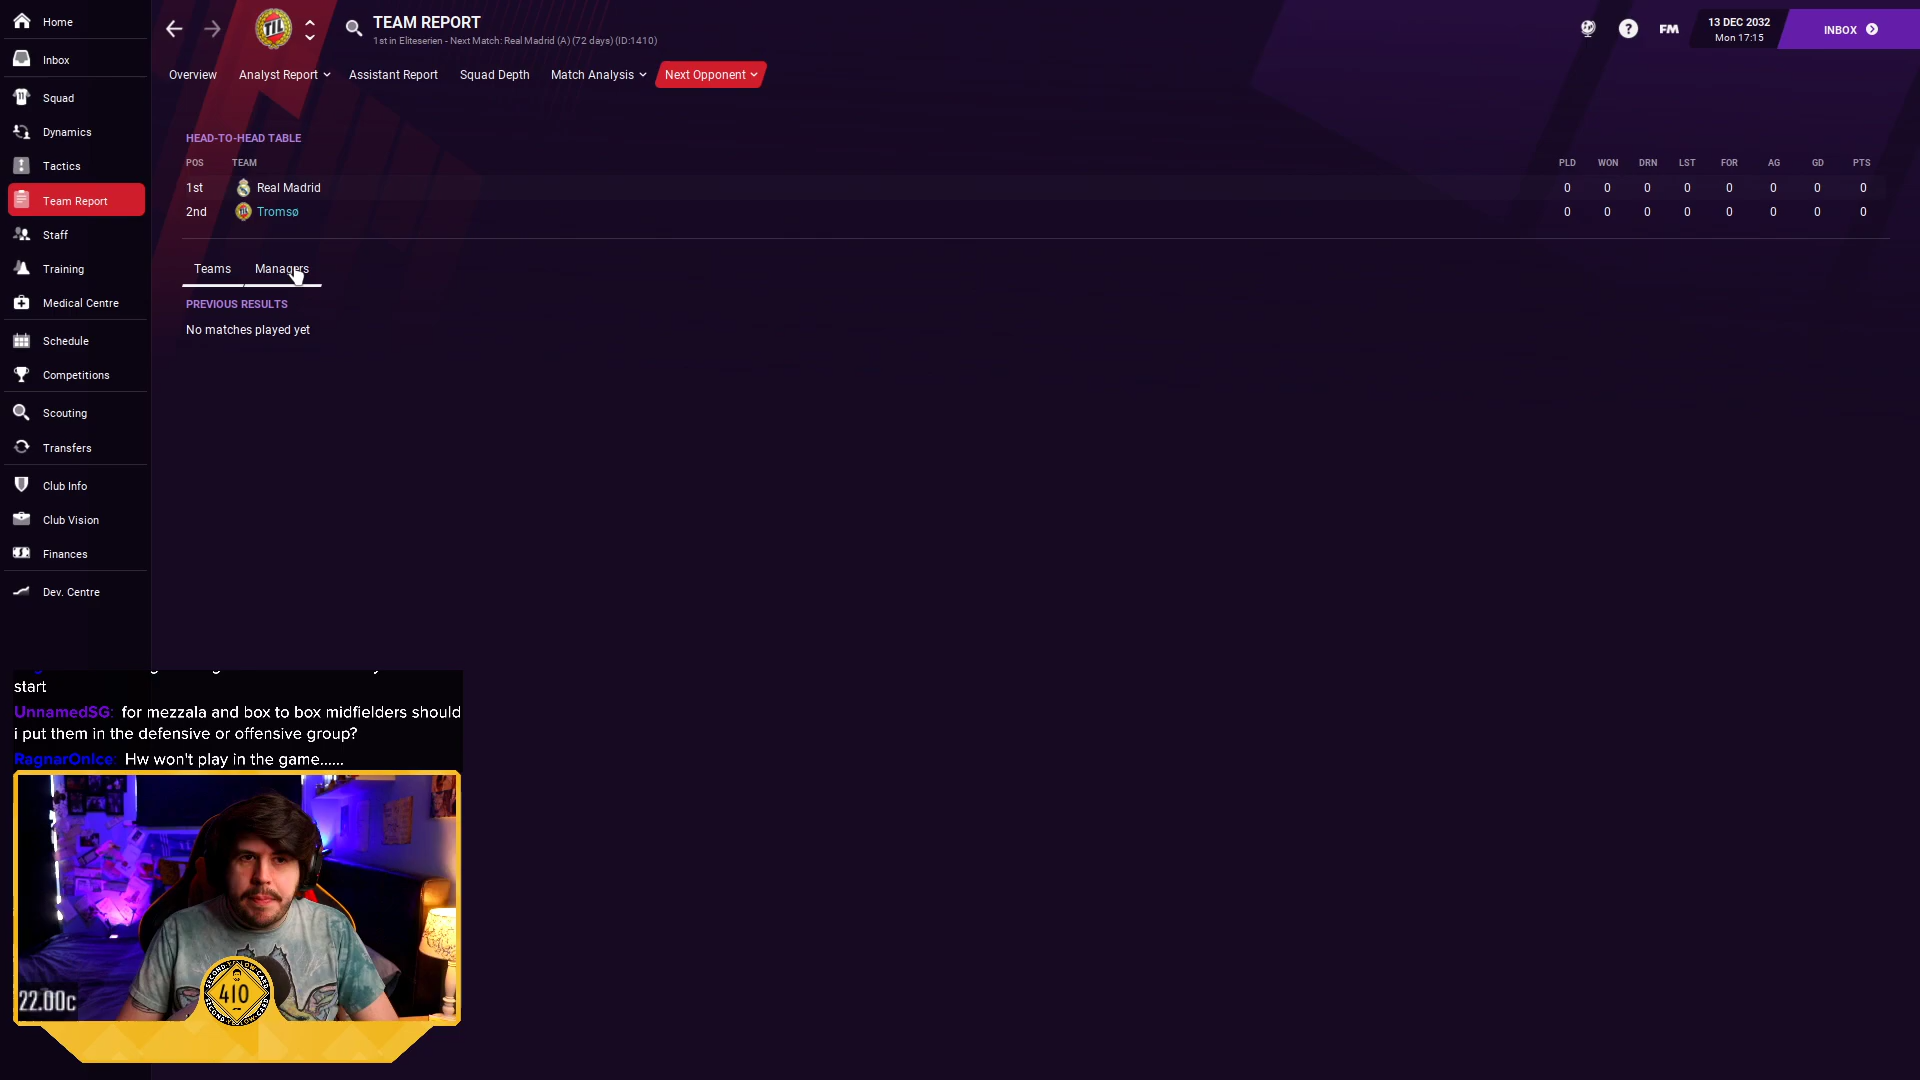 Home
Inbox
Squad
Dynamics
Tactics
Team Report
Staff
Training
Medical Centre
Schedule
Competitions
Scouting
Transfers
Club Info
Club Vision
Finances
Dev. Centre
TEAM REPORT
1st in Eliteserien - Next Match: Real Madrid (A) (72 days) (ID:1410)
FM
13 DEC 2032
Mon 17:15
INBOX
Overview Analyst Report Assistant Report Squad Depth Match Analysis Next Opponent
HEAD-TO-HEAD TABLE
POS TEAM PLD WON DRN LST FOR AG GD PTS
1st Real Madrid 0 0 0 0 0 0 0 0
2nd Tromsø 0 0 0 0 0 0 0 0
Teams Managers
PREVIOUS RESULTS
No matches played yet
start
UnnamedSG: for mezzala and box to box midfielders should
i put them in the defensive or offensive group?
RagnarOnIce: Hw won't play in the game......
22.00c
SECOND YELLOW CARD
410
SECOND YELLOW CARD